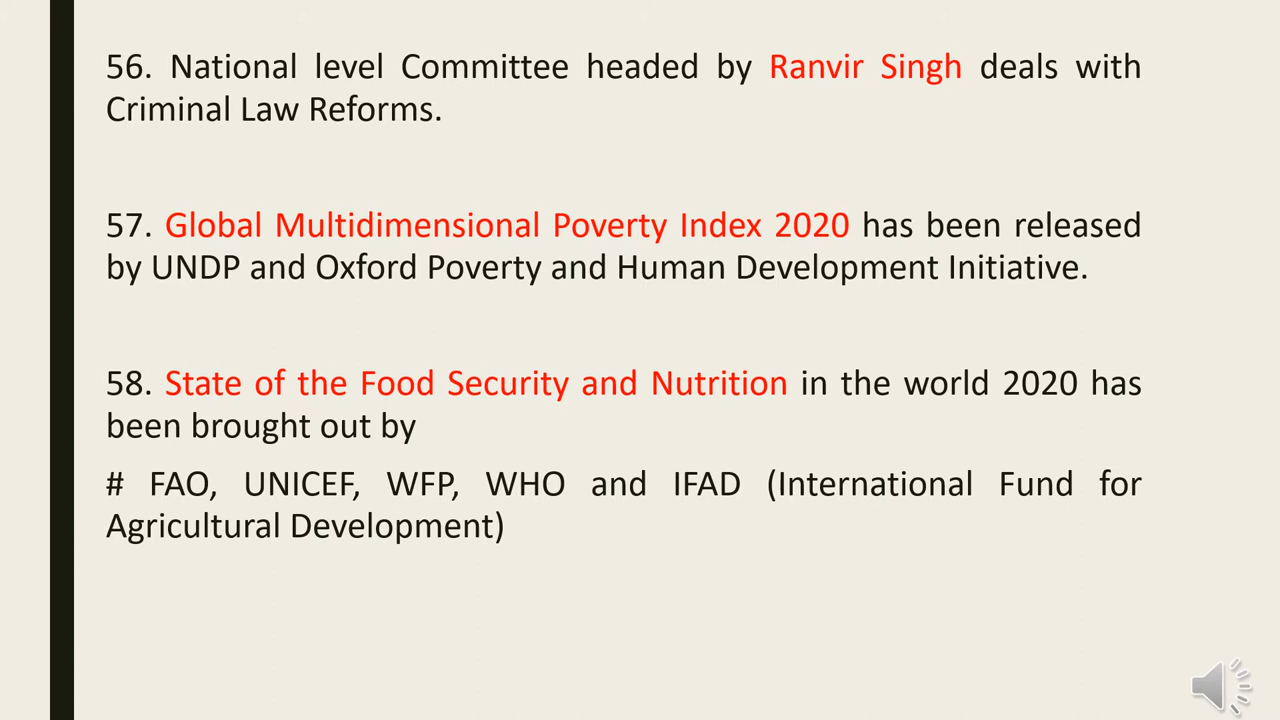 56. National level Committee headed by Ranvir Singh deals with
Criminal Law Reforms.
57. Global Multidimensional Poverty Index 2020 has been released
by UNDP and Oxford Poverty and Human Development Initiative.
58. State of the Food Security and Nutrition in the world 2020 has
been brought out by
# FAO, UNICEF, WFP, WHO and IFAD (International Fund for
Agricultural Development)